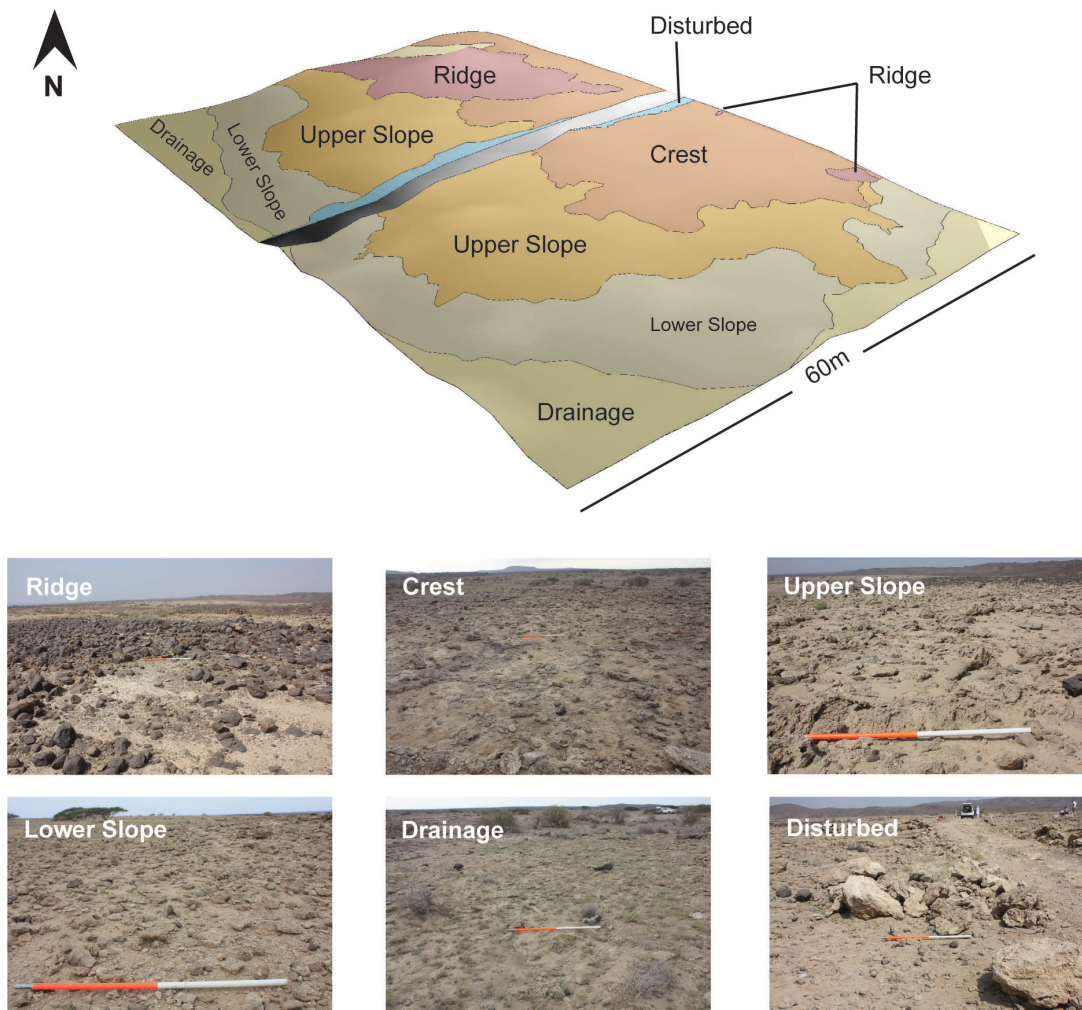 N
Disturbed
Ridge
Ridge
Upper Slope
Drainage
Lower Slope
Crest
Upper Slope
Lower Slope
60m
Drainage
Ridge
Crest
Upper Slope
Lower Slope
Drainage
Disturbed